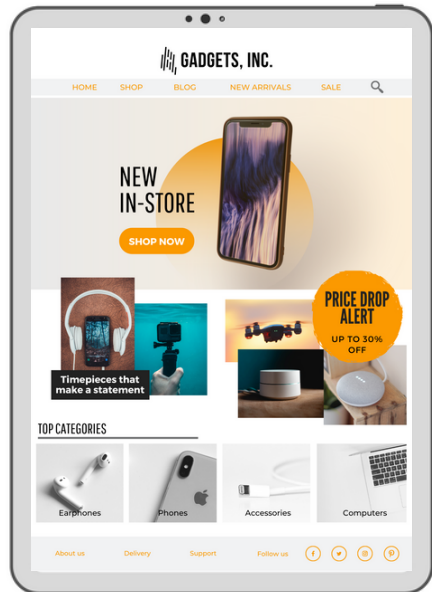 GADGETS, INC.
HOME SHOP BLOG NEW ARRIVALS SALE
NEW
IN-STORE
SHOP NOW
PRICE DROP
ALERT
UP TO 30%
OFF
Timepieces that
make a statement
TOP CATEGORIES
Earphones Phones Accessories Computers
About us Delivery Support Follow us